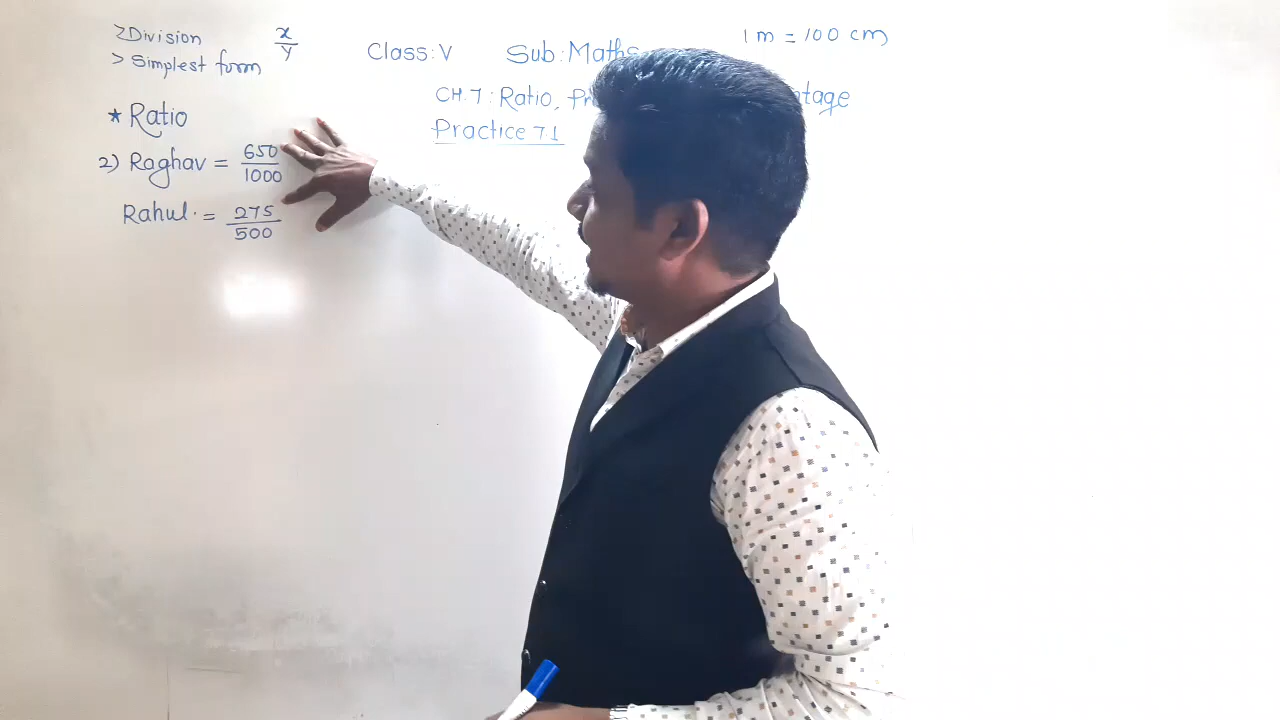 >Division
>Simplest form
x/y
Class:V Sub:Maths
1 m = 100 cm
CH.7: Ratio,
Practice 7.1
★ Ratio
2) Raghav = 650/1000
Rahul. = 275/500